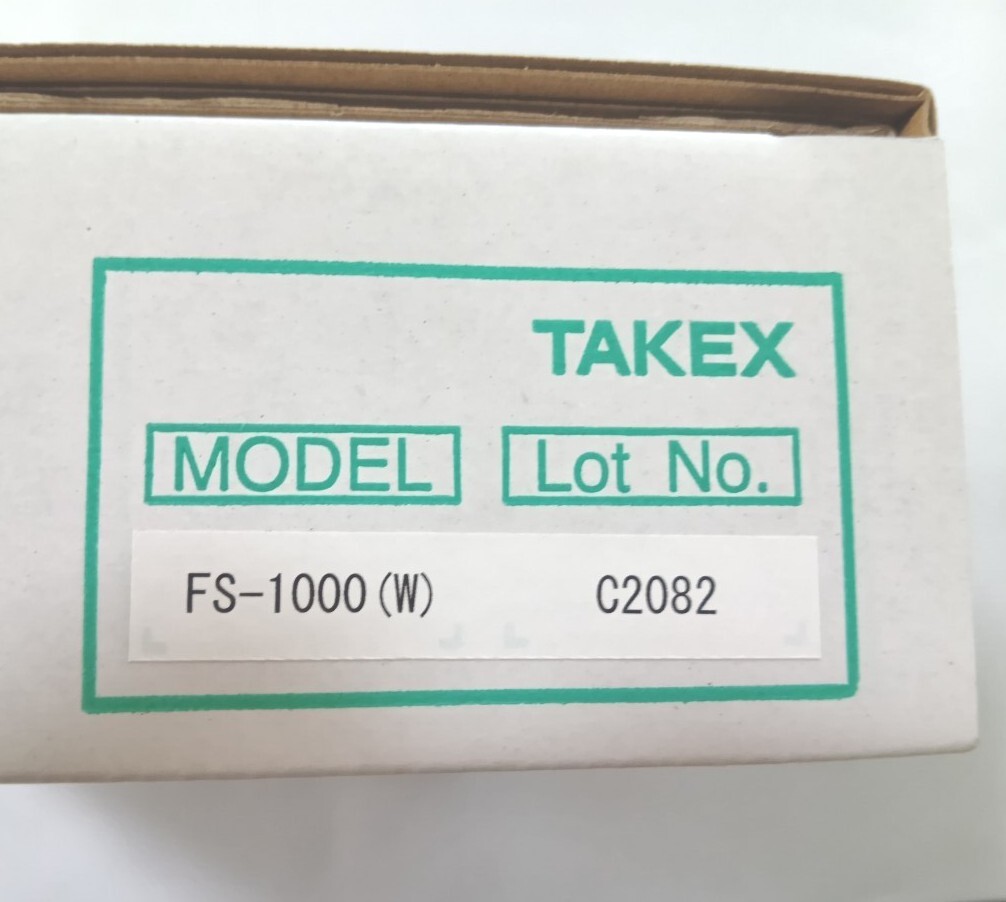 TAKEX
MODEL Lot No.
FS-1000(W) C2082